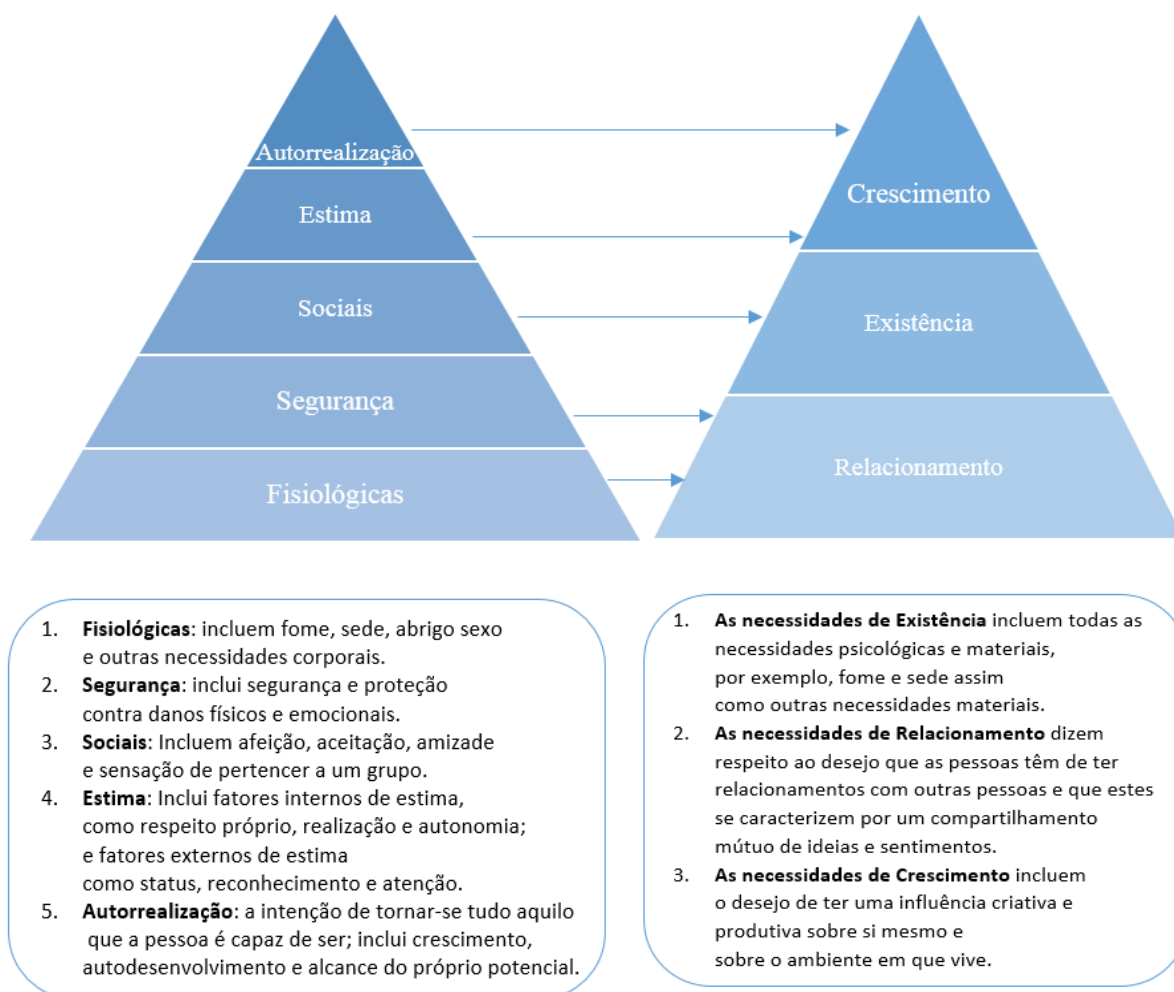 Autorrealização
Estima
Sociais
Segurança
Fisiológicas
Crescimento
Existência
Relacionamento
1. Fisiológicas: incluem fome, sede, abrigo sexo
e outras necessidades corporais.
2. Segurança: inclui segurança e proteção
contra danos físicos e emocionais.
3. Sociais: Incluem afeição, aceitação, amizade
e sensação de pertencer a um grupo.
4. Estima: Inclui fatores internos de estima,
como respeito próprio, realização e autonomia;
e fatores externos de estima
como status, reconhecimento e atenção.
5. Autorrealização: a intenção de tornar-se tudo aquilo
que a pessoa é capaz de ser; inclui crescimento,
autodesenvolvimento e alcance do próprio potencial.
1. As necessidades de Existência incluem todas as
necessidades psicológicas e materiais,
por exemplo, fome e sede assim
como outras necessidades materiais.
2. As necessidades de Relacionamento dizem
respeito ao desejo que as pessoas têm de ter
relacionamentos com outras pessoas e que estes
se caracterizem por um compartilhamento
mútuo de ideias e sentimentos.
3. As necessidades de Crescimento incluem
o desejo de ter uma influência criativa e
produtiva sobre si mesmo e
sobre o ambiente em que vive.